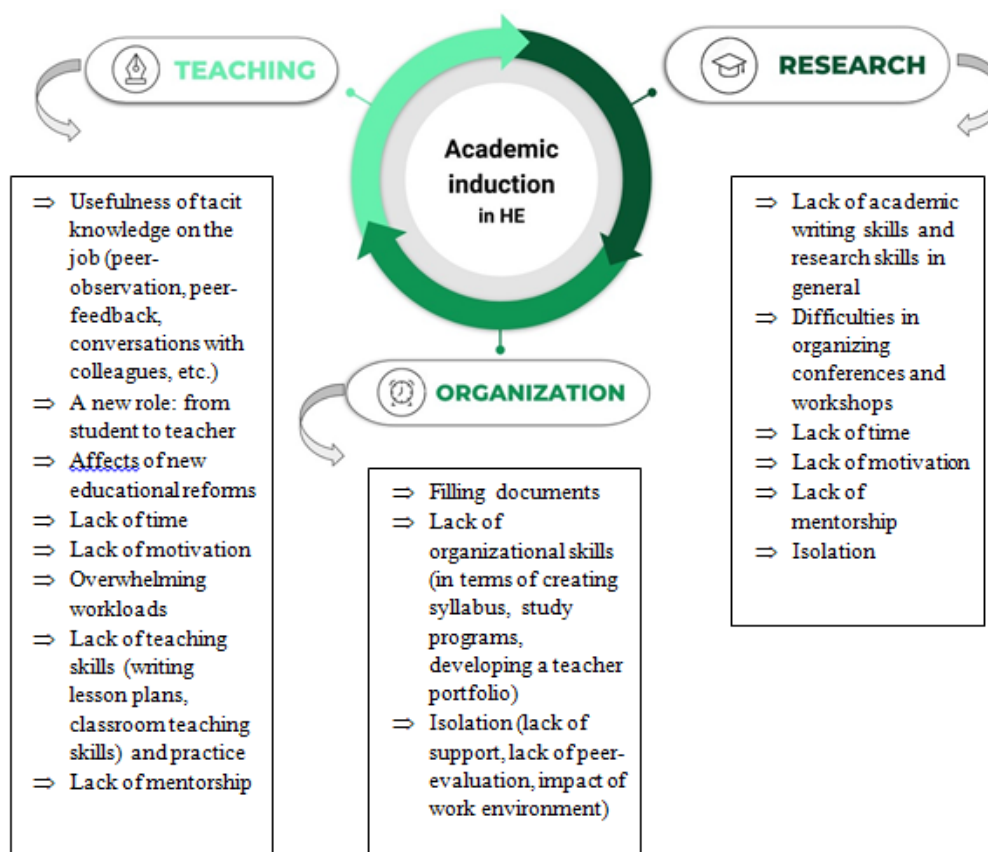 TEACHING
RESEARCH
Academic
induction
in HE
ORGANIZATION
⇒ Usefulness of tacit
knowledge on the
job (peer-
observation, peer-
feedback,
conversations with
colleagues, etc.)
⇒ A new role: from
student to teacher
⇒ Affects of new
educational reforms
⇒ Lack of time
⇒ Lack of motivation
⇒ Overwhelming
workloads
⇒ Lack of teaching
skills (writing
lesson plans,
classroom teaching
skills) and practice
⇒ Lack of mentorship
⇒ Filling documents
⇒ Lack of
organizational skills
(in terms of creating
syllabus, study
programs,
developing a teacher
portfolio)
⇒ Isolation (lack of
support, lack of peer-
evaluation, impact of
work environment)
⇒ Lack of academic
writing skills and
research skills in
general
⇒ Difficulties in
organizing
conferences and
workshops
⇒ Lack of time
⇒ Lack of motivation
⇒ Lack of
mentorship
⇒ Isolation